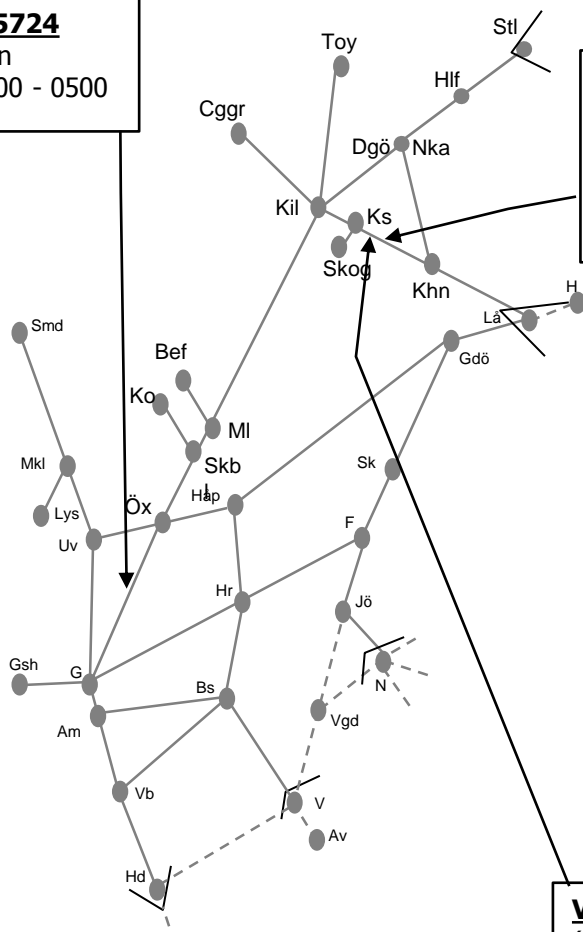 5724
n
00 - 0500
Stl
Toy
Hlf
Cggr
Dgö Nka
Kil
Ks
Skog
Khn
H
Lå
Gdö
Smd
Bef
Ko
Ml
Mkl
Skb
l
Sk
Håp
Lys
Öx
Uv
F
Hr
Jö
Gsh
G
Bs
N
Am
Vgd
Vb
V
Av
Hd
V